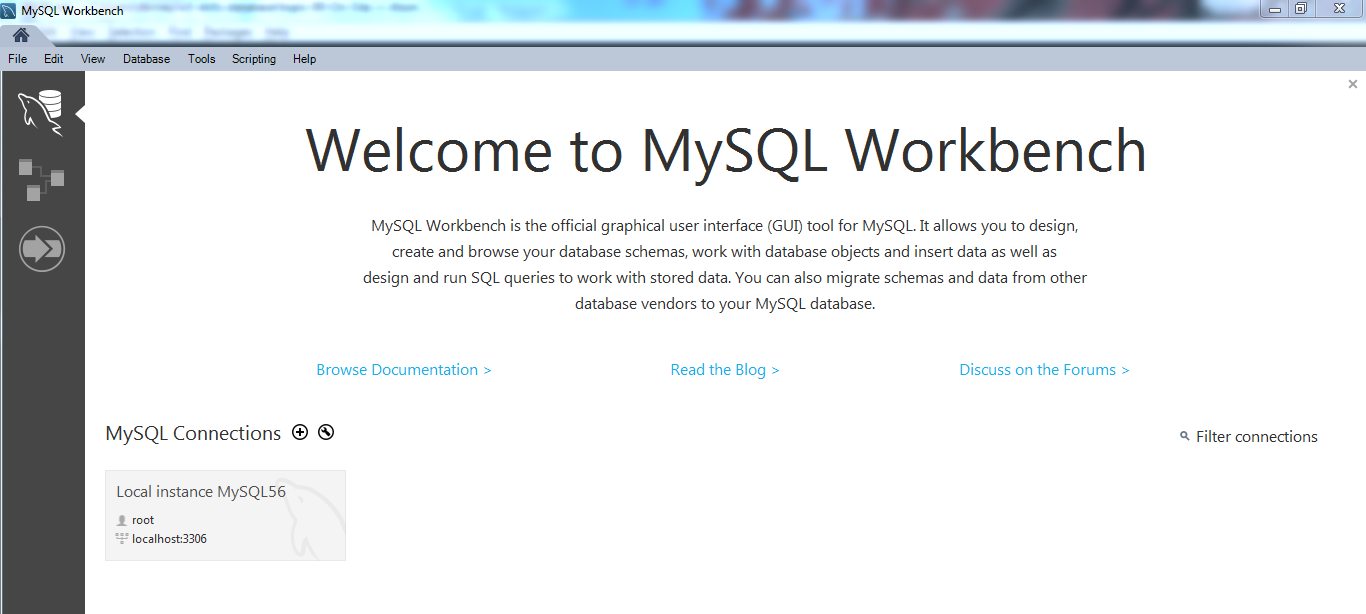 MySQL Workbench
File Edit View Database Tools Scripting Help
Welcome to MySQL Workbench
MySQL Workbench is the official graphical user interface (GUI) tool for MySQL. It allows you to design,
create and browse your database schemas, work with database objects and insert data as well as
design and run SQL queries to work with stored data. You can also migrate schemas and data from other
database vendors to your MySQL database.
Browse Documentation > Read the Blog > Discuss on the Forums >
MySQL Connections
Filter connections
Local instance MySQL56
root
localhost:3306